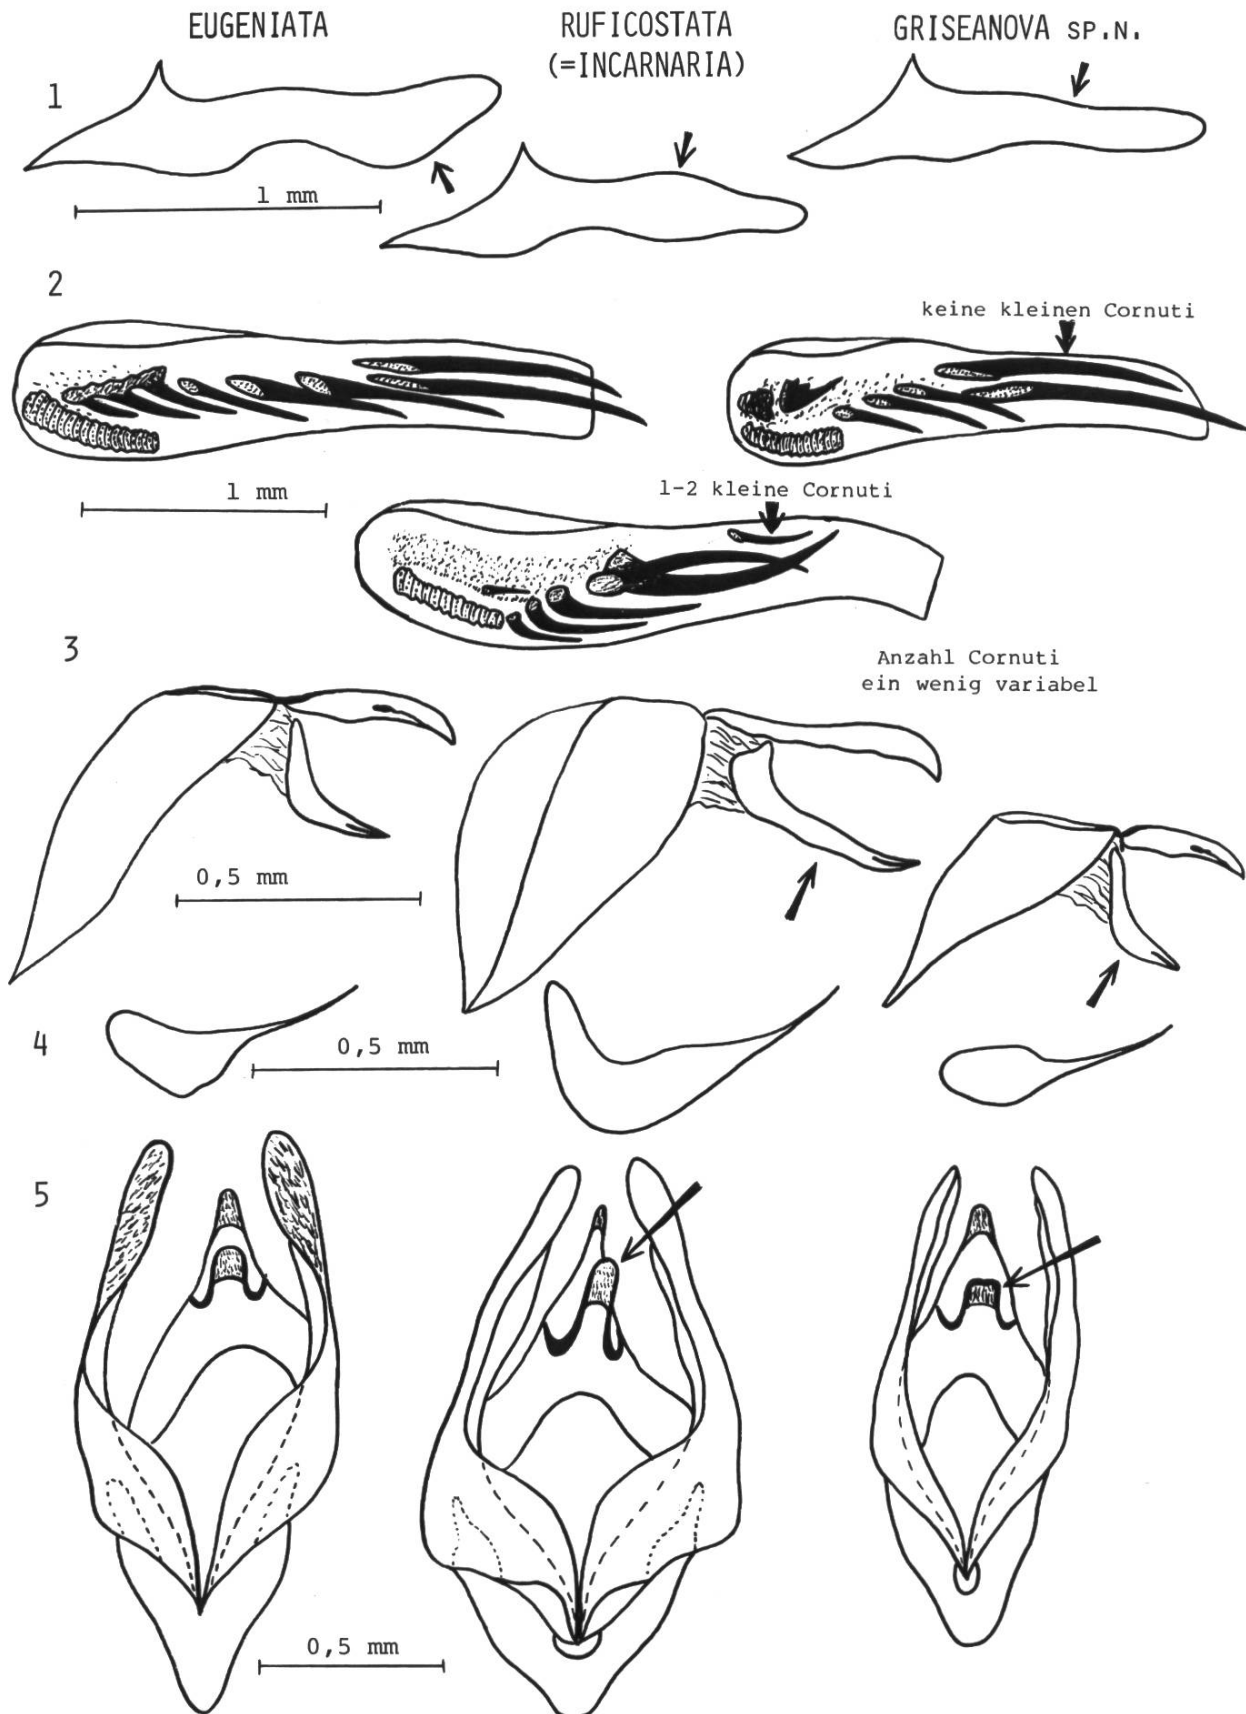 EUGENIATA
RUFICOSTATA
(=INCARNARIA)
GRISEANOVA SP.N.
1
1 mm
2
keine kleinen Cornuti
1 mm
1-2 kleine Cornuti
3
Anzahl Cornuti
ein wenig variabel
0,5 mm
4
0,5 mm
5
0,5 mm